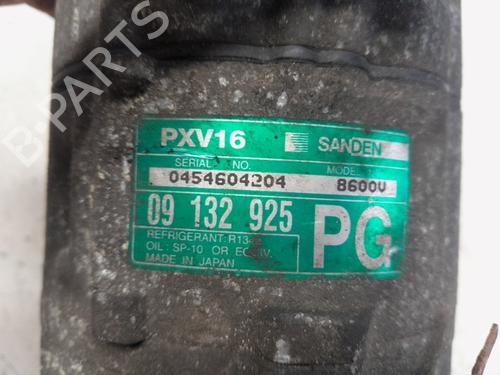 PXV16 SANDEN
SERIAL NO. MODEL
0454604204 8600V
09 132 925 PG
REFRIGERANT: R13
OIL: SP-10 OR EQUIV.
MADE IN JAPAN
B-PARTS